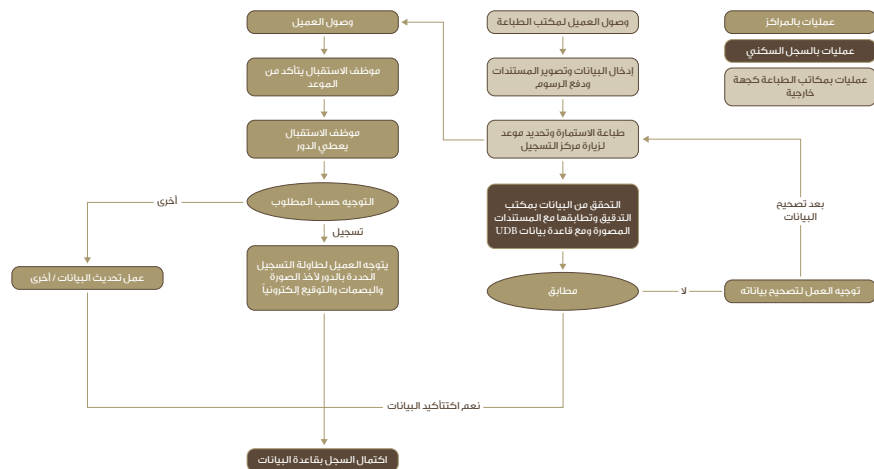 عمليات بالمراكز
عمليات بالسجل السكني
عمليات بمكاتب الطباعة كجهة
خارجية
وصول العميل لمكتب الطباعة
إدخال البيانات وتصوير المستندات
ودفع الرسوم
طباعة الاستمارة وتحديد موعد
لزيارة مركز التسجيل
التحقق من البيانات بمكتب
التدقيق وتطابقها مع المستندات
المصورة ومع قاعدة بيانات UDB
مطابق
لا
توجيه العمل لتصحيح بياناته
بعد تصحيح
البيانات
وصول العميل
موظف الاستقبال يتأكد من
الموعد
موظف الاستقبال
يعطي الدور
التوجيه حسب المطلوب
أخرى
تسجيل
يتوجه العميل لطاولة التسجيل
الحددة بالدور لأخذ الصورة
والبصمات والتوقيع إلكترونياً
عمل تحديث البيانات / أخرى
نعم اكتتأكيد البيانات
اكتمال السجل بقاعدة البيانات